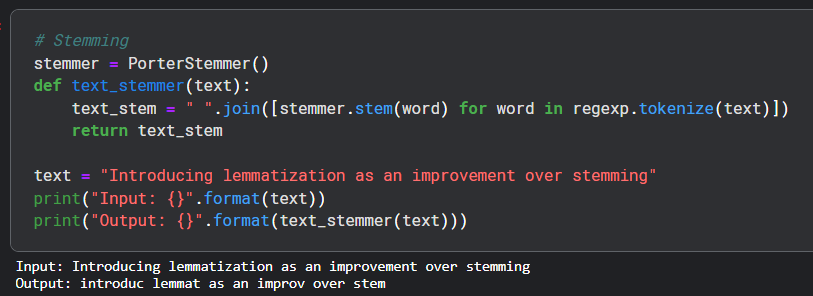 # Stemming
stemmer = PorterStemmer()
def text_stemmer(text):
    text_stem = " ".join([stemmer.stem(word) for word in regexp.tokenize(text)])
    return text_stem

text = "Introducing lemmatization as an improvement over stemming"
print("Input: {}".format(text))
print("Output: {}".format(text_stemmer(text)))
Input: Introducing lemmatization as an improvement over stemming
Output: introduc lemmat as an improv over stem